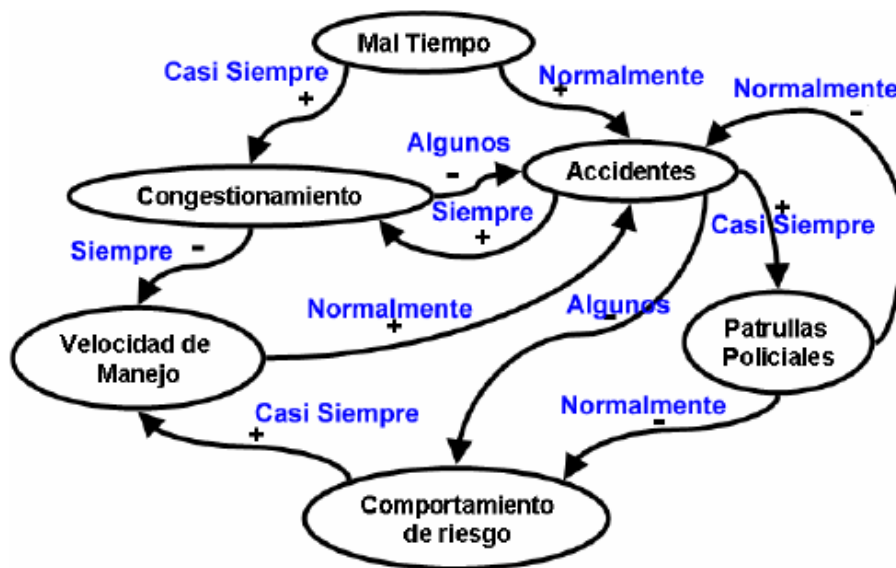 Mal Tiempo
Casi Siempre
+
Normalmente
+
Normalmente
-
Algunos
-
Accidentes
Congestionamiento
Siempre
+
+
Casi Siempre
Siempre -
Normalmente
+
Algunos
-
Velocidad de
Manejo
Patrullas
Policiales
Casi Siempre
+
Normalmente
-
Comportamiento
de riesgo